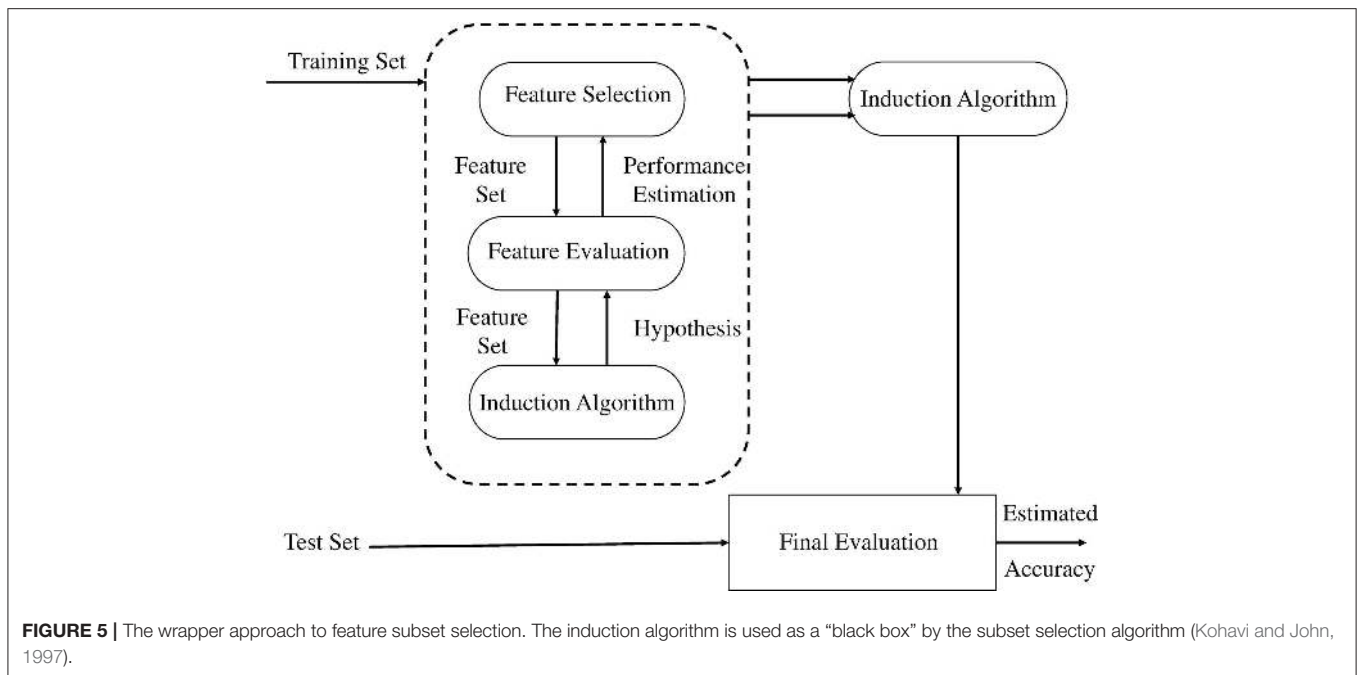 Training Set
Feature Selection
Induction Algorithm
Feature
Set
Performance
Estimation
Feature Evaluation
Feature
Set
Hypothesis
Induction Algorithm
Test Set
Final Evaluation
Estimated
Accuracy
FIGURE 5 | The wrapper approach to feature subset selection. The induction algorithm is used as a “black box” by the subset selection algorithm (Kohavi and John,
1997).